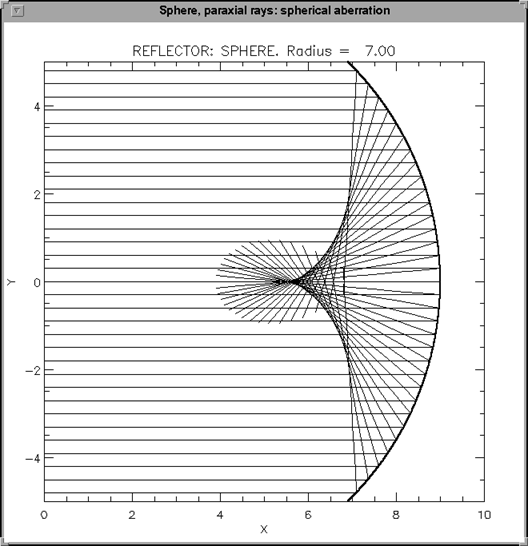 Sphere, paraxial rays: spherical aberration
REFLECTOR: SPHERE. Radius = 7.00
4
2
0
-2
-4
Y
0 2 4 6 8 10
X